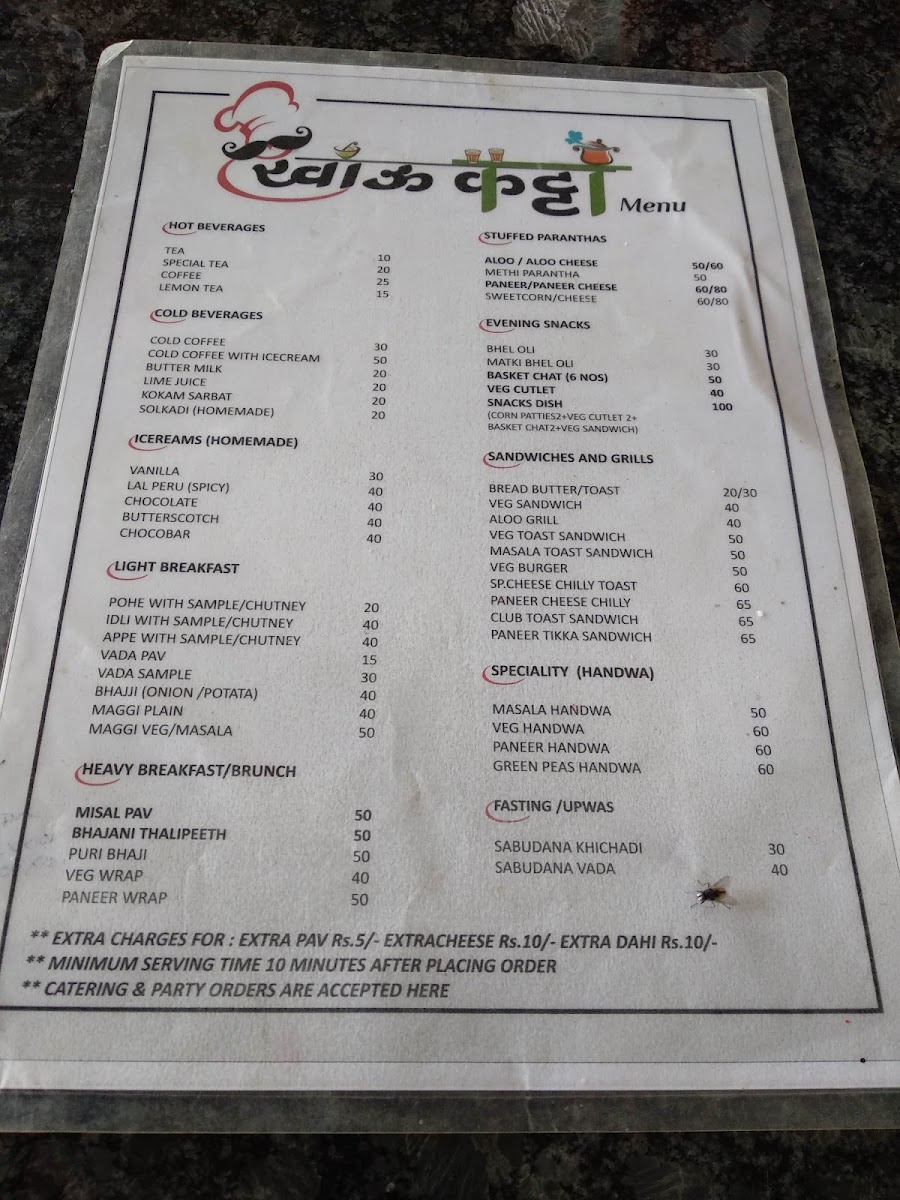 खाऊ कट्टा Menu
HOT BEVERAGES
TEA 10
SPECIAL TEA 20
COFFEE 25
LEMON TEA 15
COLD BEVERAGES
COLD COFFEE 30
COLD COFFEE WITH ICECREAM 50
BUTTER MILK 20
LIME JUICE 20
KOKAM SARBAT 20
SOLKADI (HOMEMADE) 20
ICEREAMS (HOMEMADE)
VANILLA 30
LAL PERU (SPICY) 40
CHOCOLATE 40
BUTTERSCOTCH 40
CHOCOBAR 40
LIGHT BREAKFAST
POHE WITH SAMPLE/CHUTNEY 20
IDLI WITH SAMPLE/CHUTNEY 40
APPE WITH SAMPLE/CHUTNEY 40
VADA PAV 15
VADA SAMPLE 30
BHAJJI (ONION /POTATA) 40
MAGGI PLAIN 40
MAGGI VEG/MASALA 50
HEAVY BREAKFAST/BRUNCH
MISAL PAV 50
BHAJANI THALIPEETH 50
PURI BHAJI 50
VEG WRAP 40
PANEER WRAP 50
STUFFED PARANTHAS
ALOO / ALOO CHEESE 50/60
METHI PARANTHA 50
PANEER/PANEER CHEESE 60/80
SWEETCORN/CHEESE 60/80
EVENING SNACKS
BHEL OLI 30
MATKI BHEL OLI 30
BASKET CHAT (6 NOS) 50
VEG CUTLET 40
SNACKS DISH 100
(CORN PATTIES2+VEG CUTLET 2+
BASKET CHAT2+VEG SANDWICH)
SANDWICHES AND GRILLS
BREAD BUTTER/TOAST 20/30
VEG SANDWICH 40
ALOO GRILL 40
VEG TOAST SANDWICH 50
MASALA TOAST SANDWICH 50
VEG BURGER 50
SP.CHEESE CHILLY TOAST 60
PANEER CHEESE CHILLY 65
CLUB TOAST SANDWICH 65
PANEER TIKKA SANDWICH 65
SPECIALITY (HANDWA)
MASALA HANDWA 50
VEG HANDWA 60
PANEER HANDWA 60
GREEN PEAS HANDWA 60
FASTING /UPWAS
SABUDANA KHICHADI 30
SABUDANA VADA 40
** EXTRA CHARGES FOR : EXTRA PAV Rs.5/- EXTRACHEESE Rs.10/- EXTRA DAHI Rs.10/-
** MINIMUM SERVING TIME 10 MINUTES AFTER PLACING ORDER
** CATERING & PARTY ORDERS ARE ACCEPTED HERE